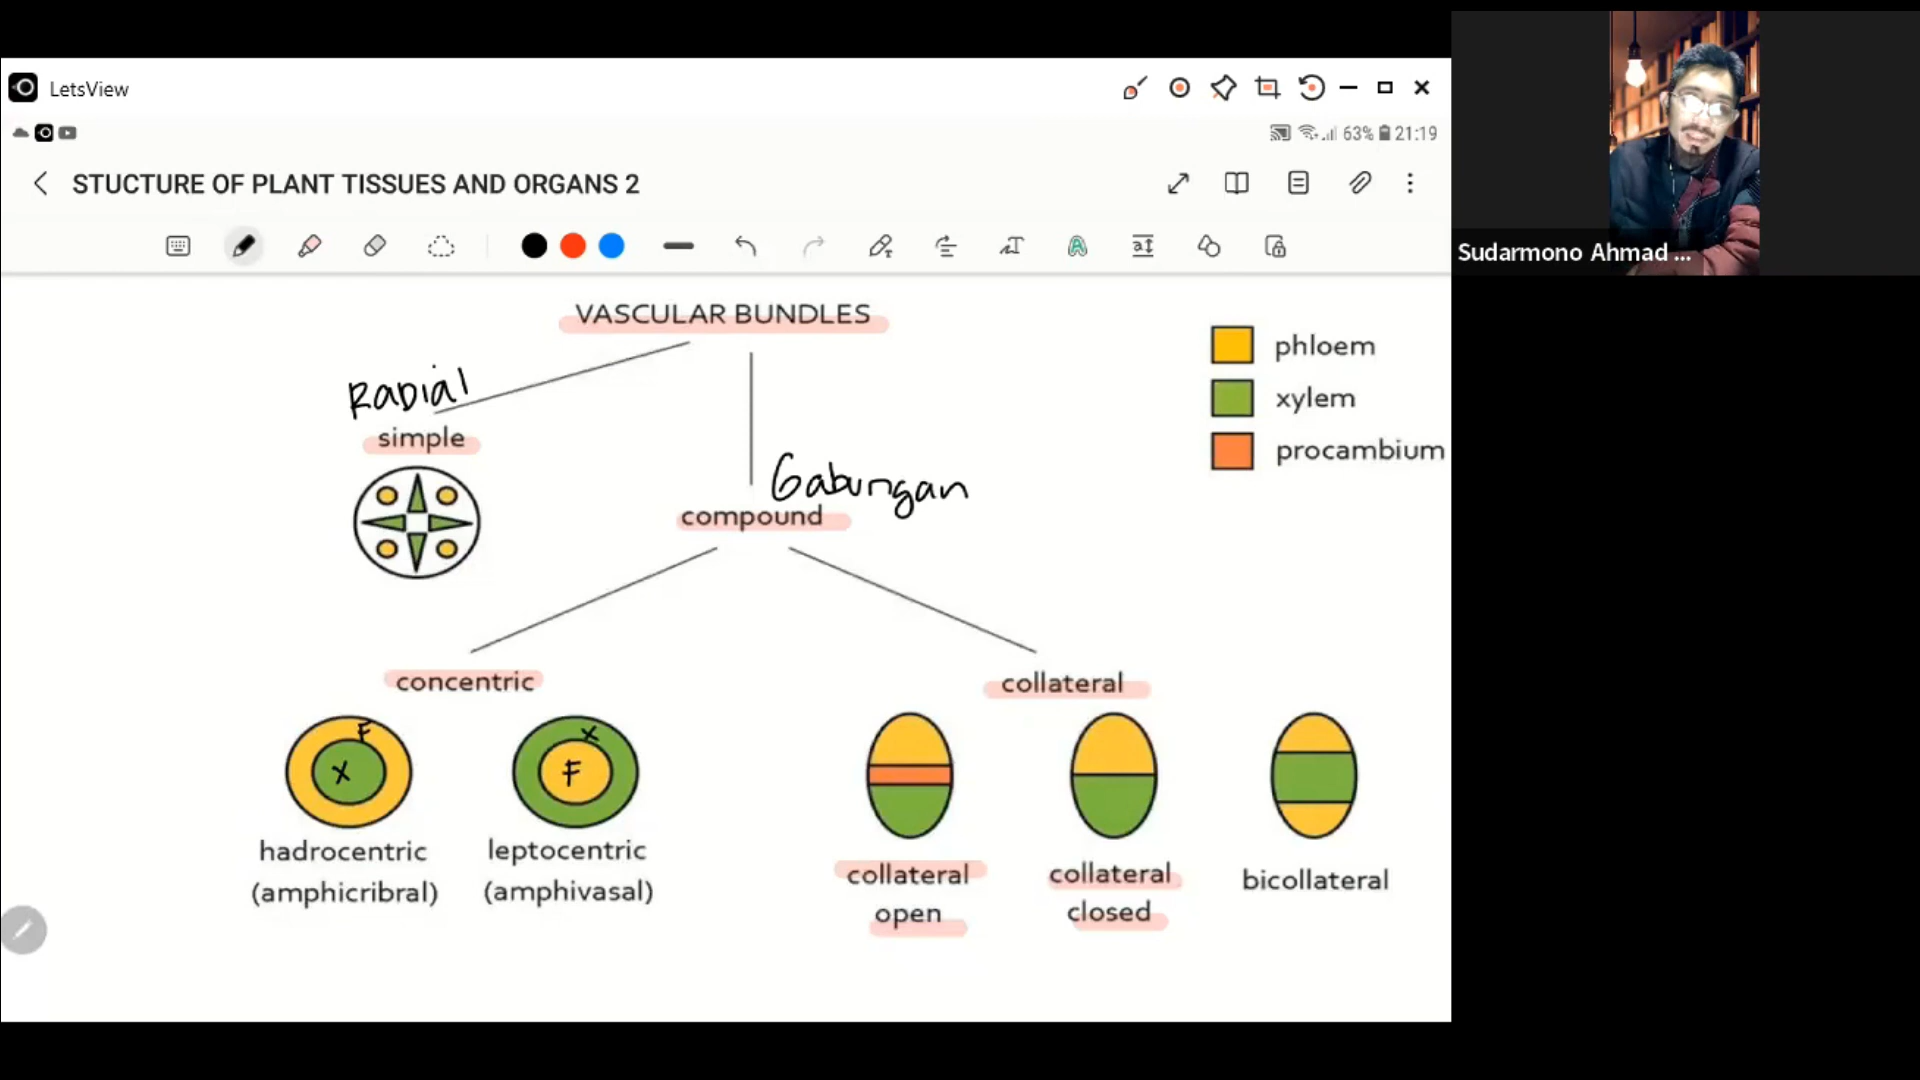 LetsView
63% 21:19
STUCTURE OF PLANT TISSUES AND ORGANS 2
Sudarmono Ahmad ...
VASCULAR BUNDLES
phloem
xylem
procambium
Radial
simple
Gabungan
compound
concentric
collateral
F
X
X
F
hadrocentric
(amphicribral)
leptocentric
(amphivasal)
collateral
open
collateral
closed
bicollateral